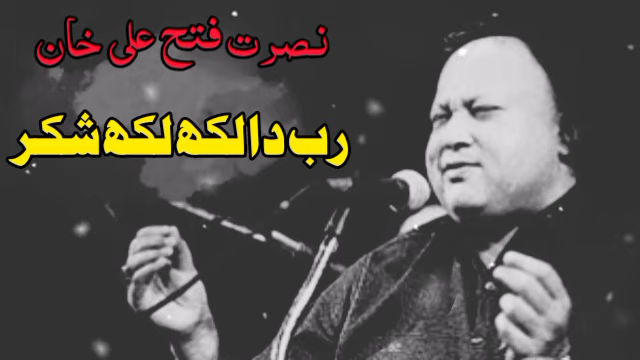 نصرت فتح علی خان
رب دا لکھ لکھ شکر